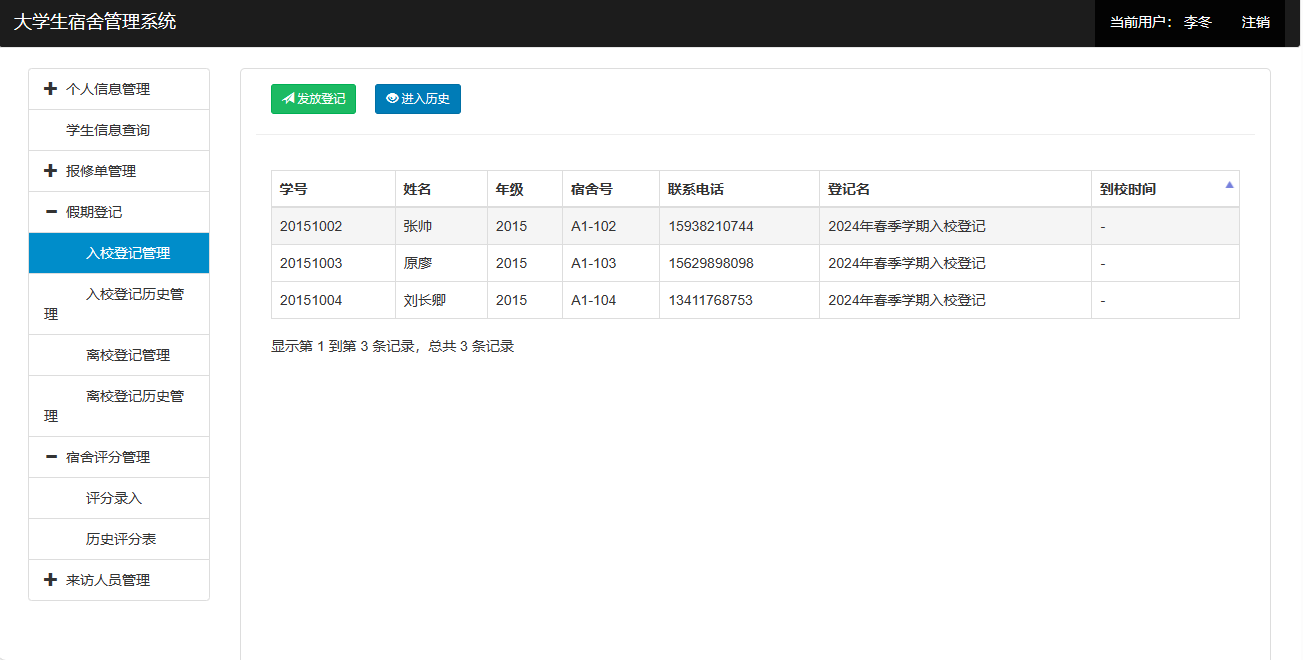 大学生宿舍管理系统
当前用户： 李冬 注销
个人信息管理
学生信息查询
报修单管理
假期登记
入校登记管理
入校登记历史管
理
离校登记管理
离校登记历史管
理
宿舍评分管理
评分录入
历史评分表
来访人员管理
发放登记 进入历史
学号 姓名 年级 宿舍号 联系电话 登记名 到校时间
20151002 张帅 2015 A1-102 15938210744 2024年春季学期入校登记 -
20151003 原廖 2015 A1-103 15629898098 2024年春季学期入校登记 -
20151004 刘长卿 2015 A1-104 13411768753 2024年春季学期入校登记 -
显示第 1 到第 3 条记录，总共 3 条记录